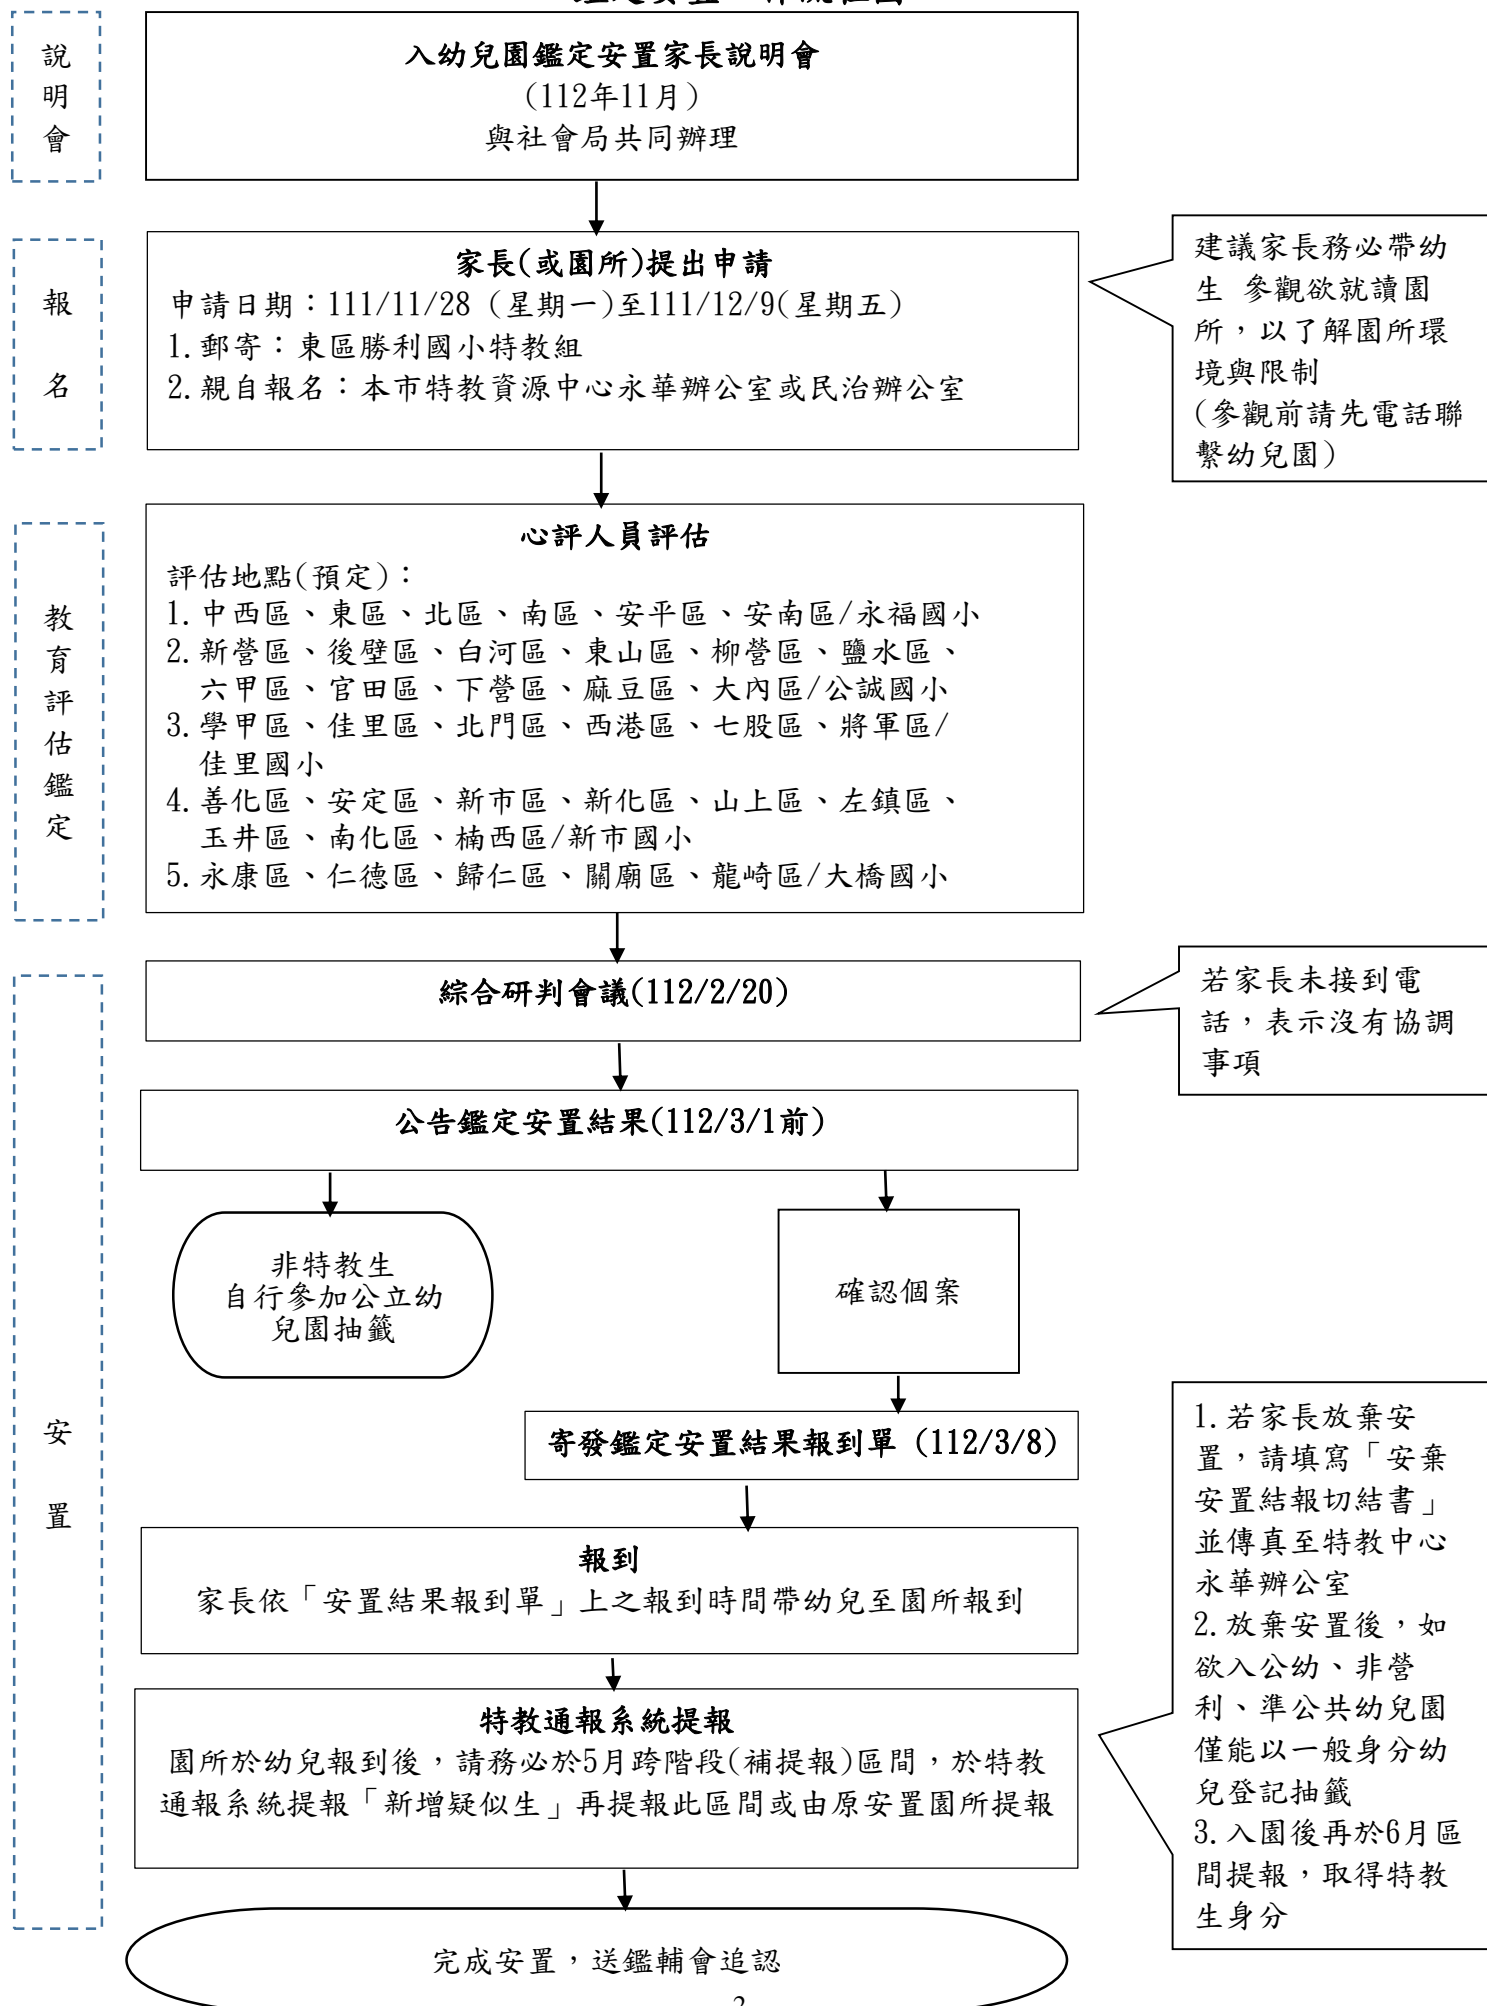 說
明
會
入幼兒園鑑定安置家長說明會
(112年11月)
與社會局共同辦理
報
名
家長(或園所)提出申請
申請日期：111/11/28 (星期一)至111/12/9(星期五)
1.郵寄：東區勝利國小特教組
2.親自報名：本市特教資源中心永華辦公室或民治辦公室
建議家長務必帶幼
生 參觀欲就讀園
所，以了解園所環
境與限制
(參觀前請先電話聯
繫幼兒園)
教
育
評
估
鑑
定
心評人員評估
評估地點(預定)：
1.中西區、東區、北區、南區、安平區、安南區/永福國小
2.新營區、後壁區、白河區、東山區、柳營區、鹽水區、
六甲區、官田區、下營區、麻豆區、大內區/公誠國小
3.學甲區、佳里區、北門區、西港區、七股區、將軍區/
佳里國小
4.善化區、安定區、新市區、新化區、山上區、左鎮區、
玉井區、南化區、楠西區/新市國小
5.永康區、仁德區、歸仁區、關廟區、龍崎區/大橋國小
安
置
綜合研判會議(112/2/20)
若家長未接到電
話，表示沒有協調
事項
公告鑑定安置結果(112/3/1前)
非特教生
自行參加公立幼
兒園抽籤
確認個案
寄發鑑定安置結果報到單 (112/3/8)
報到
家長依「安置結果報到單」上之報到時間帶幼兒至園所報到
特教通報系統提報
園所於幼兒報到後，請務必於5月跨階段(補提報)區間，於特教
通報系統提報「新增疑似生」再提報此區間或由原安置園所提報
1.若家長放棄安
置，請填寫「安棄
安置結報切結書」
並傳真至特教中心
永華辦公室
2.放棄安置後，如
欲入公幼、非營
利、準公共幼兒園
僅能以一般身分幼
兒登記抽籤
3.入園後再於6月區
間提報，取得特教
生身分
完成安置，送鑑輔會追認